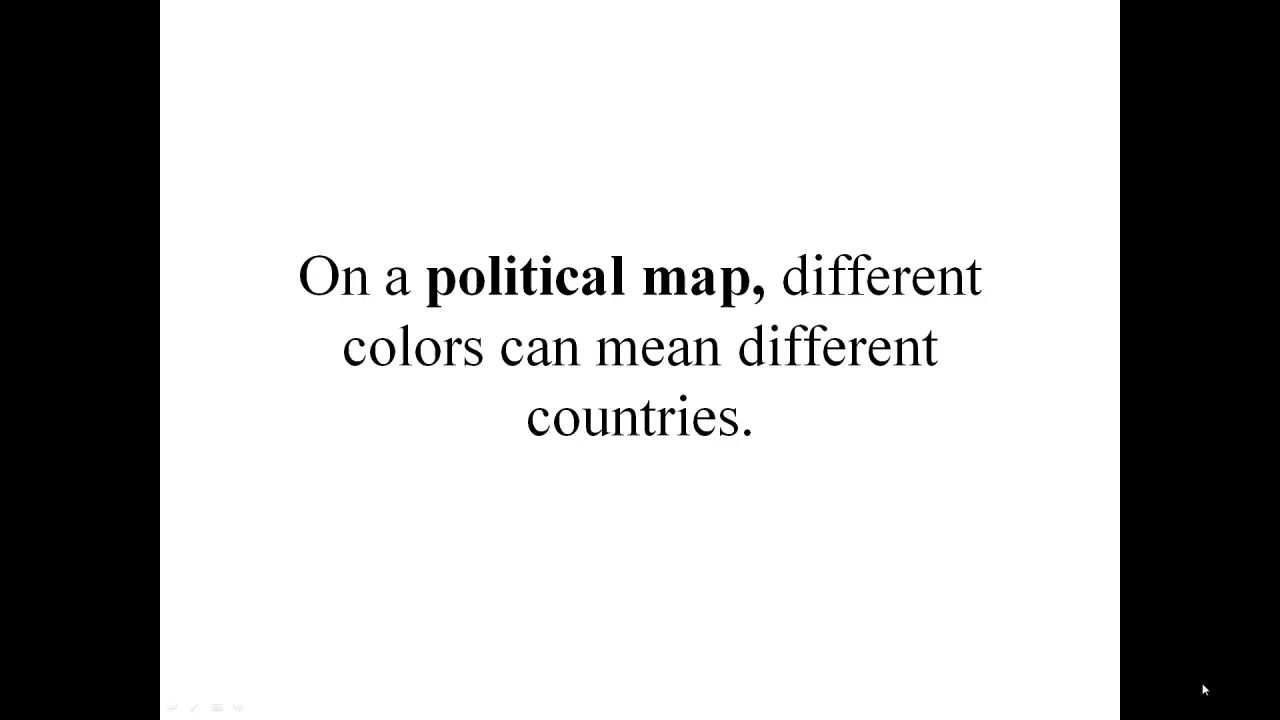 On a political map, different
colors can mean different
countries.